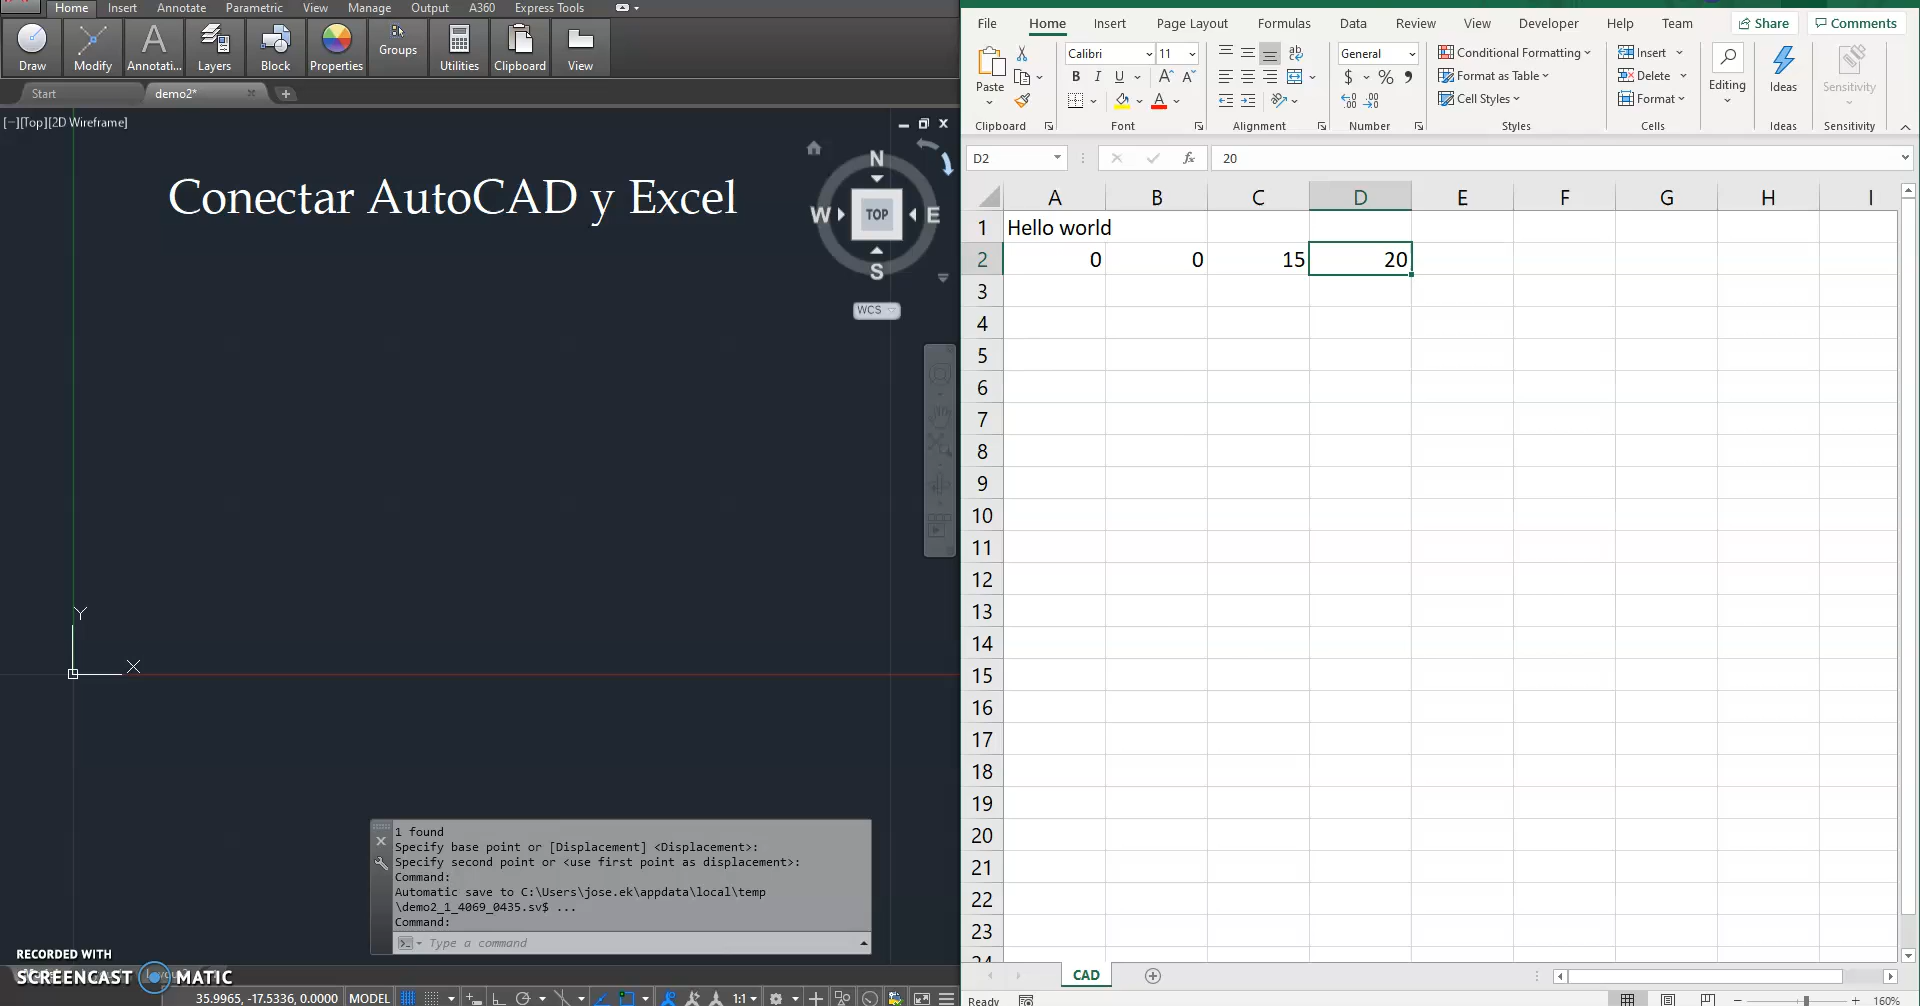 Home Insert Annotate Parametric View Manage Output A360 Express Tools
Draw Modify Annotati... Layers Block Properties Groups Utilities Clipboard View
Start demo2*
[−][Top][2D Wireframe]
Conectar AutoCAD y Excel
N
W TOP E
S
WCS
Y
X
1 found
Specify base point or [Displacement] <Displacement>:
Specify second point or <use first point as displacement>:
Command:
Automatic save to C:\Users\jose.ek\appdata\local\temp
\demo2_1_4069_0435.sv$ ...
Command:
Type a command
RECORDED WITH
SCREENCAST MATIC
35.9965, -17.5336, 0.0000 MODEL 1:1
File Home Insert Page Layout Formulas Data Review View Developer Help Team Share Comments
Paste
Calibri 11
B I U A A A
ab
General
$ % ,
Conditional Formatting
Format as Table
Cell Styles
Insert
Delete
Format
Editing
Ideas
Sensitivity
Clipboard Font Alignment Number Styles Cells Ideas Sensitivity
D2 fx 20
A B C D E F G H I
1 Hello world
2 0 0 15 20
3
4
5
6
7
8
9
10
11
12
13
14
15
16
17
18
19
20
21
22
23
24
CAD
Ready 160%